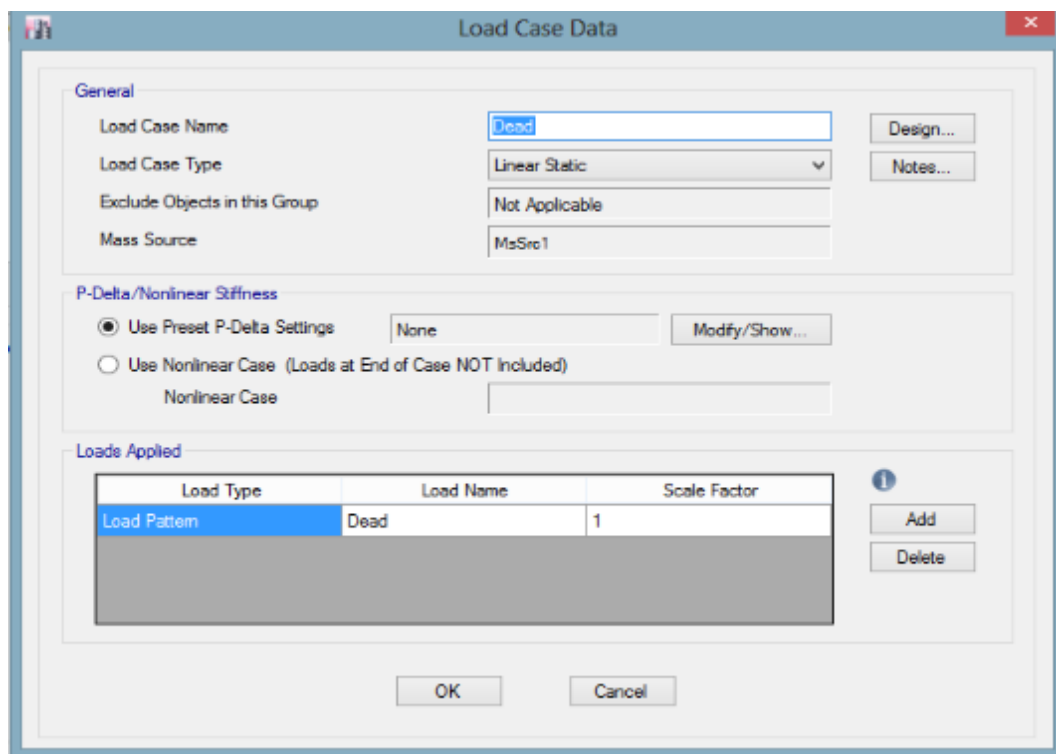 Load Case Data
General
Load Case Name Dead Design...
Load Case Type Linear Static Notes...
Exclude Objects in this Group Not Applicable
Mass Source MsSrc1
P-Delta/Nonlinear Stiffness
Use Preset P-Delta Settings None Modify/Show...
Use Nonlinear Case (Loads at End of Case NOT Included)
Nonlinear Case
Loads Applied
Load Type Load Name Scale Factor
Load Pattern Dead 1
Add
Delete
OK Cancel